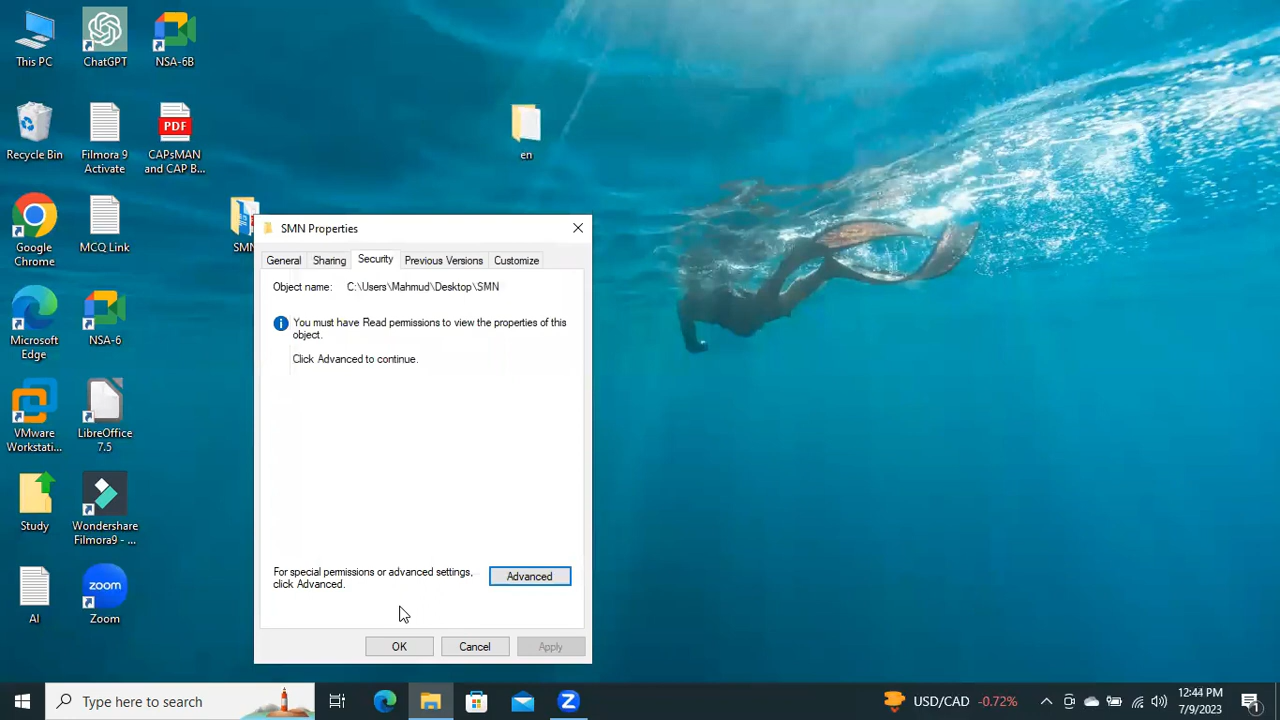 This PC
ChatGPT
NSA-6B
Recycle Bin
Filmora 9
Activate
PDF
CAPsMAN
and CAP B...
en
Google
Chrome
MCQ Link
SMN
Microsoft
Edge
NSA-6
VMware
Workstati...
LibreOffice
7.5
Study
Wondershare
Filmora9 - ...
AI
zoom
Zoom
SMN Properties
General
Sharing
Security
Previous Versions
Customize
Object name:
C:\Users\Mahmud\Desktop\SMN
You must have Read permissions to view the properties of this
object.
Click Advanced to continue.
For special permissions or advanced settings,
click Advanced.
Advanced
OK
Cancel
Apply
Type here to search
USD/CAD
-0.72%
12:44 PM
7/9/2023
1